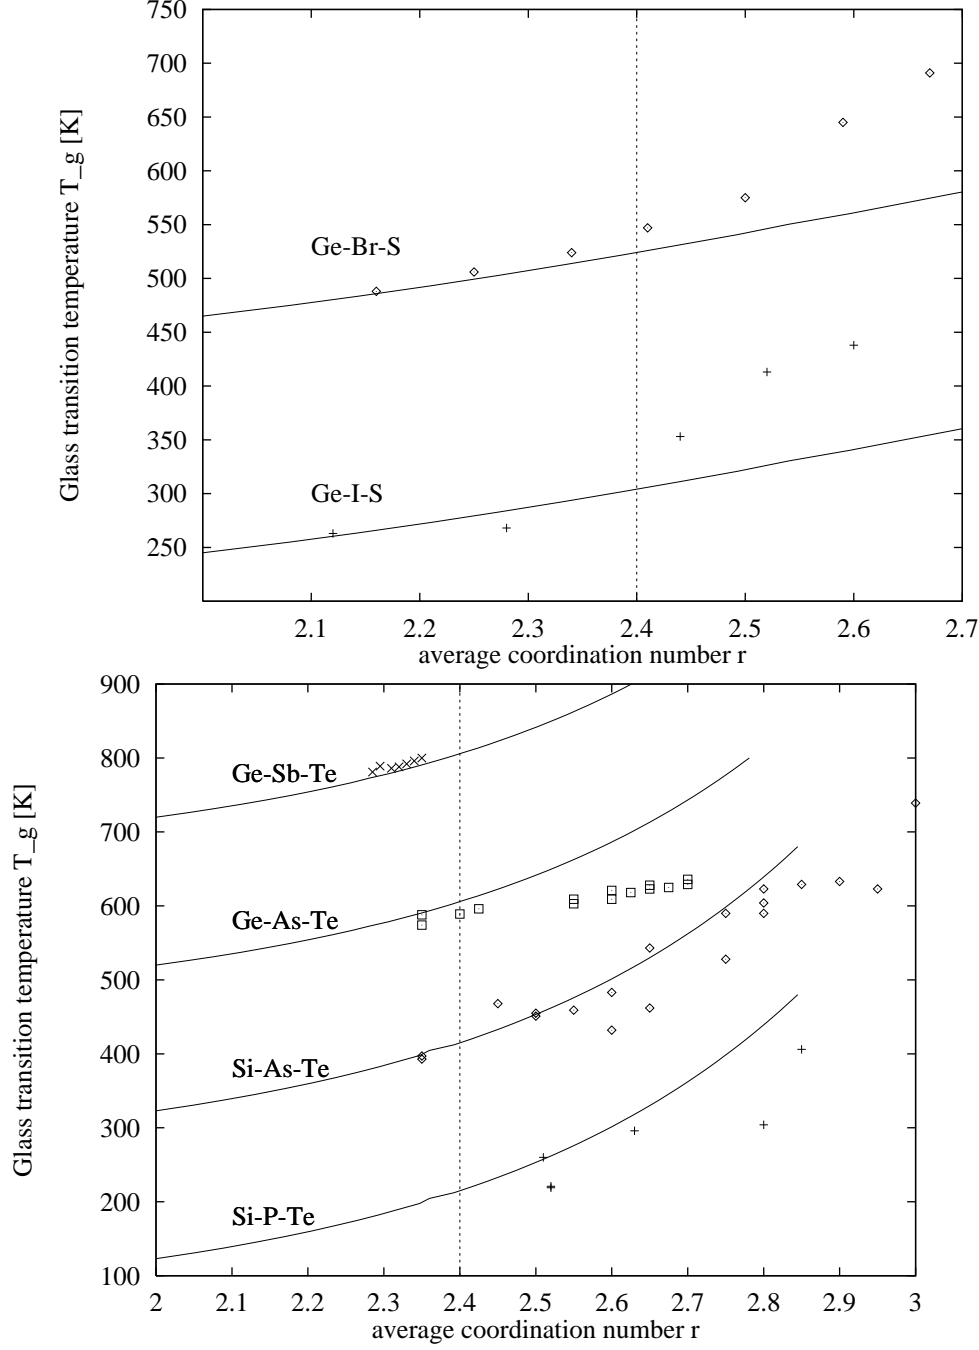 750
700
650
600
550
500
450
400
350
300
250
Glass transition temperature T_g [K]
Ge-Br-S
Ge-I-S
2.1 2.2 2.3 2.4 2.5 2.6 2.7
average coordination number r
900
800
700
600
500
400
300
200
100
Glass transition temperature T_g [K]
Ge-Sb-Te
Ge-As-Te
Si-As-Te
Si-P-Te
2 2.1 2.2 2.3 2.4 2.5 2.6 2.7 2.8 2.9 3
average coordination number r